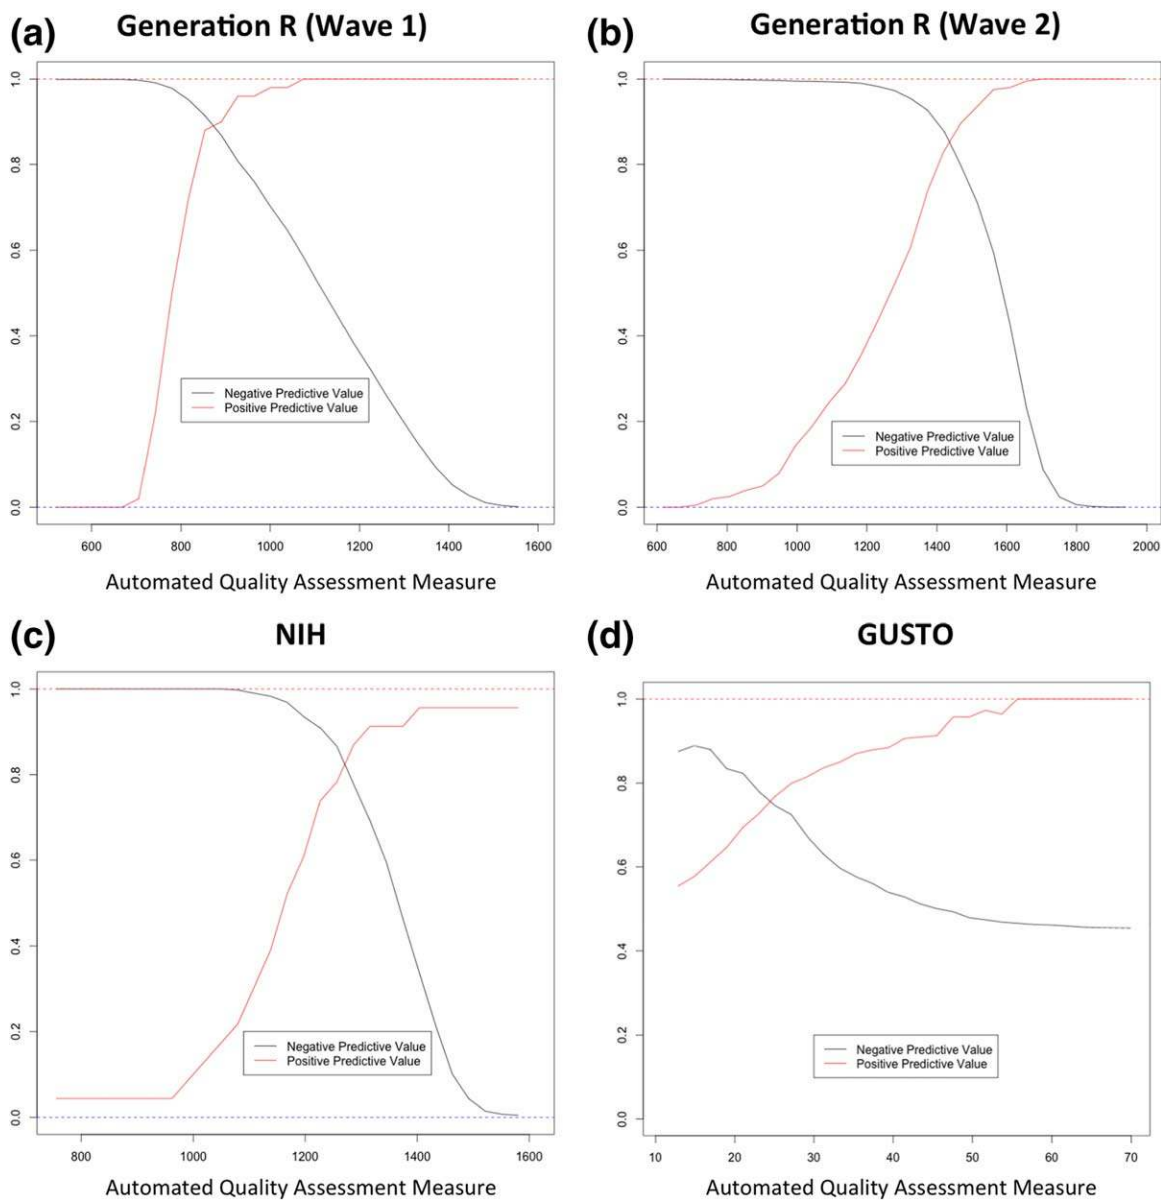 (a) Generation R (Wave 1)
1.0
0.8
0.6
0.4
0.2
0.0
Negative Predictive Value
Positive Predictive Value
600 800 1000 1200 1400 1600
Automated Quality Assessment Measure
(b) Generation R (Wave 2)
1.0
0.8
0.6
0.4
0.2
0.0
Negative Predictive Value
Positive Predictive Value
600 800 1000 1200 1400 1600 1800 2000
Automated Quality Assessment Measure
(c) NIH
1.0
0.8
0.6
0.4
0.2
0.0
Negative Predictive Value
Positive Predictive Value
800 1000 1200 1400 1600
Automated Quality Assessment Measure
(d) GUSTO
1.0
0.8
0.6
0.4
0.2
0.0
Negative Predictive Value
Positive Predictive Value
10 20 30 40 50 60 70
Automated Quality Assessment Measure